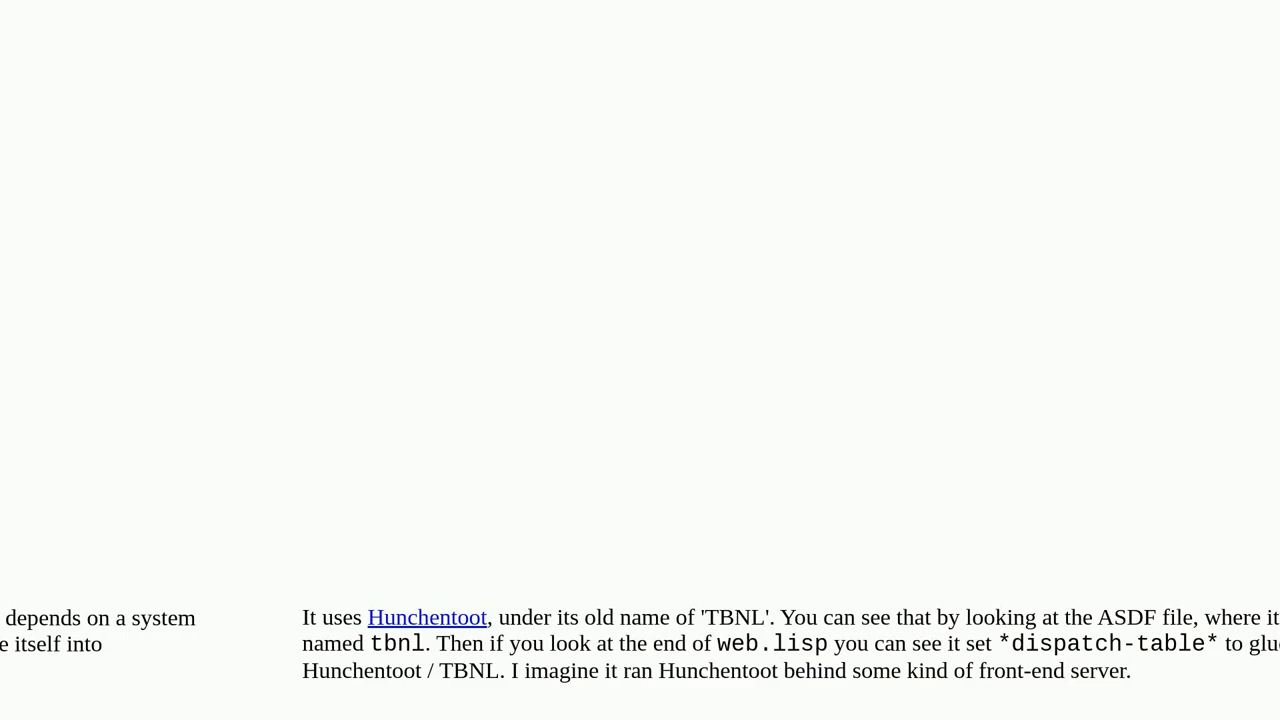 depends on a system
e itself into
It uses Hunchentoot, under its old name of 'TBNL'. You can see that by looking at the ASDF file, where it
named tbnl. Then if you look at the end of web.lisp you can see it set *dispatch-table* to glu
Hunchentoot / TBNL. I imagine it ran Hunchentoot behind some kind of front-end server.